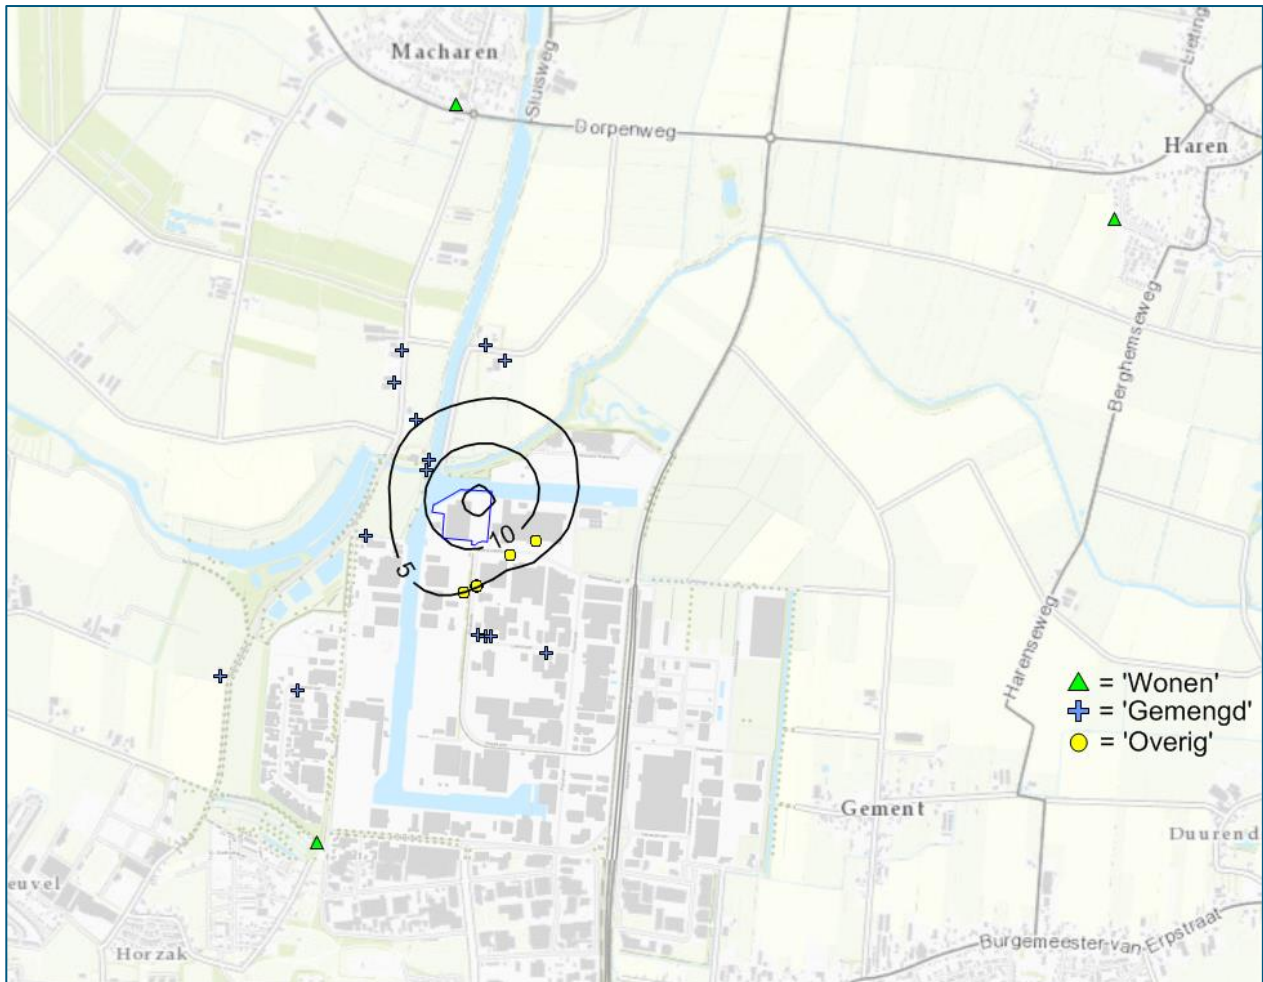 Macharen
Sluisweg
Lieting
Dorpenweg
Haren
Berghemseweg
10
5
Harenseweg
= 'Wonen'
= 'Gemengd'
= 'Overig'
Gement
Duurend
euvel
Horzak
Burgemeester-van-Erpstraat